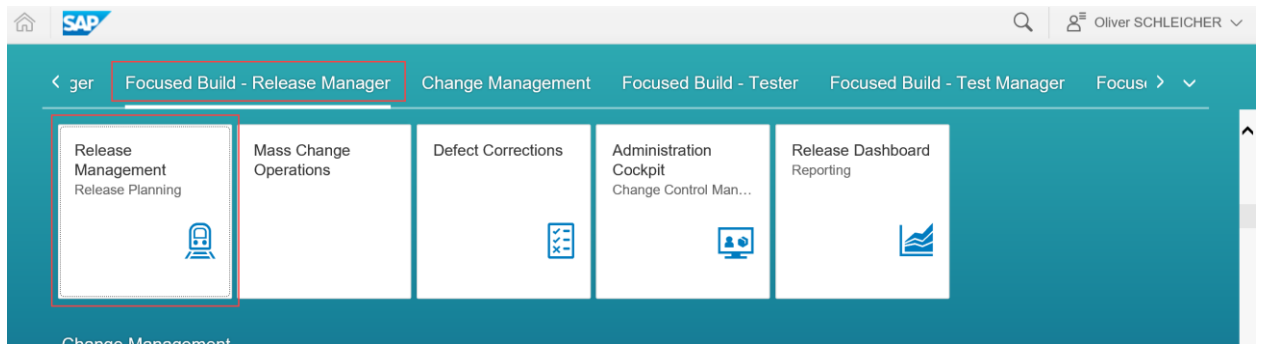 SAP
Oliver SCHLEICHER
ger Focused Build - Release Manager Change Management Focused Build - Tester Focused Build - Test Manager Focus
Release
Management
Release Planning
Mass Change
Operations
Defect Corrections
Administration
Cockpit
Change Control Man...
Release Dashboard
Reporting
Change Management